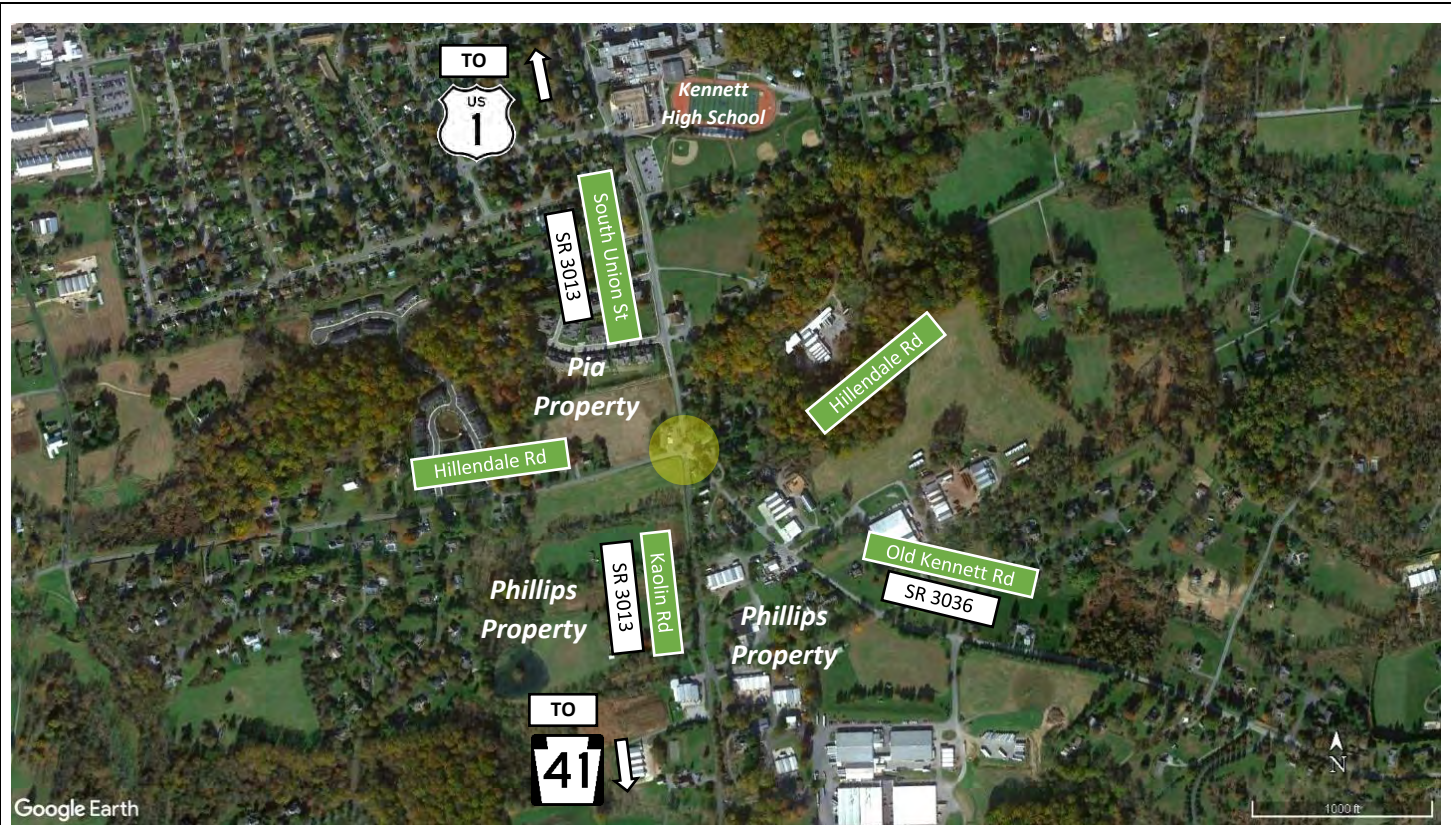 TO
US
1
Kennett
High School
South Union St
SR 3013
Pia
Property
Hillendale Rd
Hillendale Rd
Old Kennett Rd
SR 3036
Kaolin Rd
SR 3013
Phillips
Property
Phillips
Property
TO
41
N
Google Earth
1000 ft